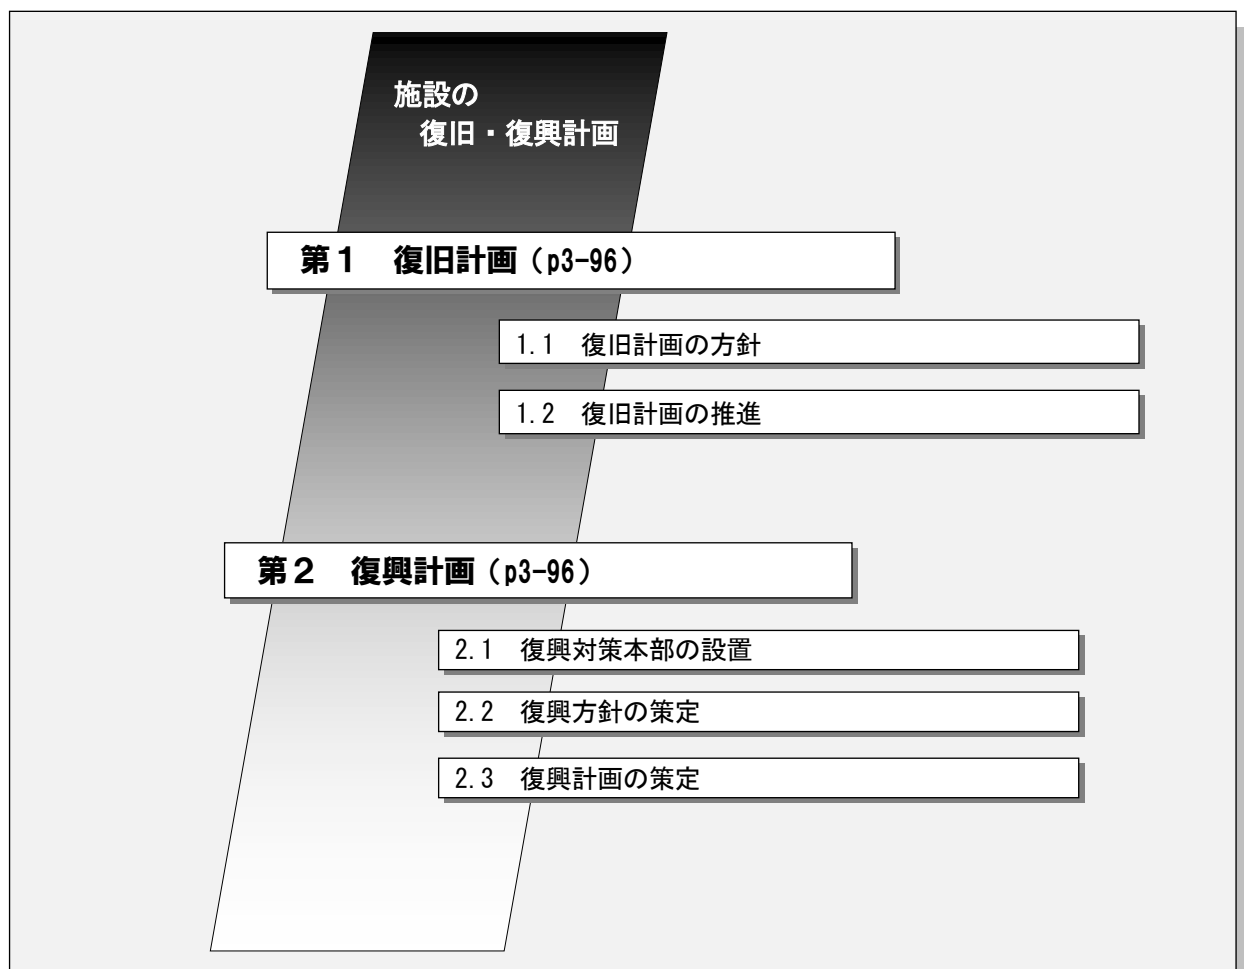 施設の
復旧・復興計画
第１　復旧計画（p3-96）
1.1　復旧計画の方針
1.2　復旧計画の推進
第２　復興計画（p3-96）
2.1　復興対策本部の設置
2.2　復興方針の策定
2.3　復興計画の策定